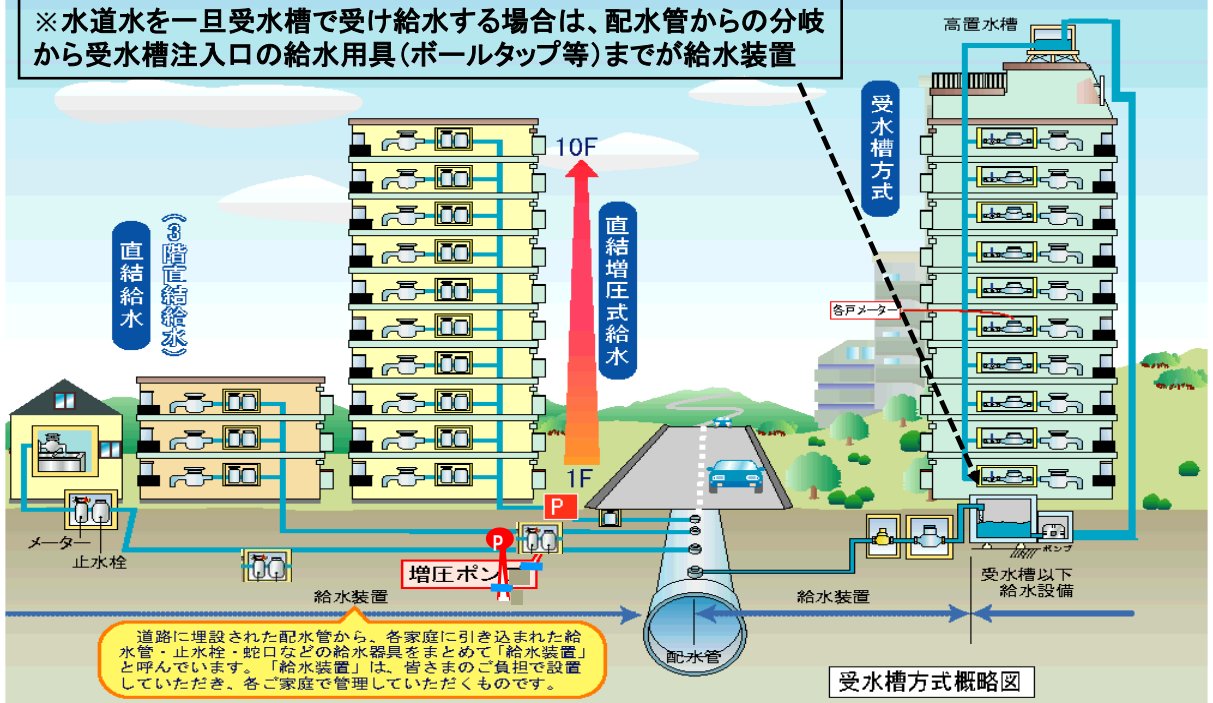 ※水道水を一旦受水槽で受け給水する場合は、配水管からの分岐
から受水槽注入口の給水用具(ボールタップ等)までが給水装置
高置水槽
受水槽方式
10F
直結増圧式給水
1F
(3階直結給水)
直結給水
各戸メーター
メーター
止水栓
P
P
増圧ポン
ポンプ
受水槽以下
給水設備
給水装置
給水装置
配水管
道路に埋設された配水管から、各家庭に引き込まれた給
水管・止水栓・蛇口などの給水器具をまとめて「給水装置」
と呼んでいます。「給水装置」は、皆さまのご負担で設置
していただき、各ご家庭で管理していただくものです。
受水槽方式概略図